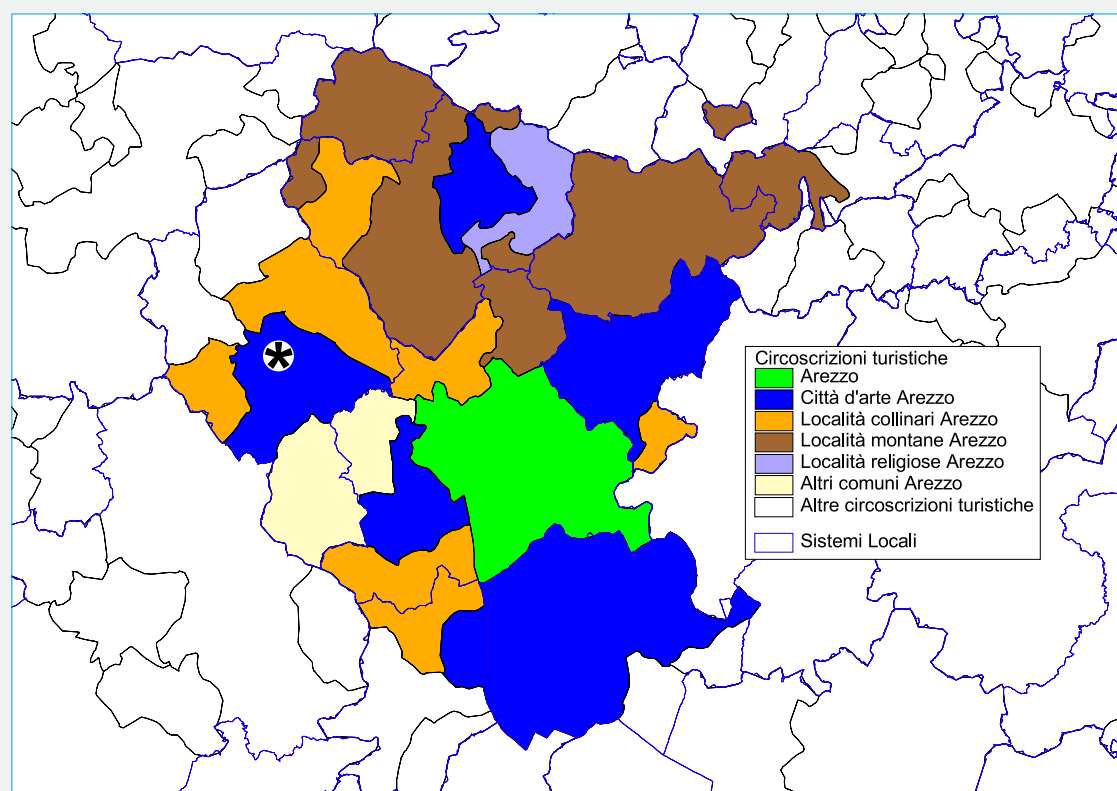 *
Circoscrizioni turistiche
Arezzo
Città d'arte Arezzo
Località collinari Arezzo
Località montane Arezzo
Località religiose Arezzo
Altri comuni Arezzo
Altre circoscrizioni turistiche
Sistemi Locali